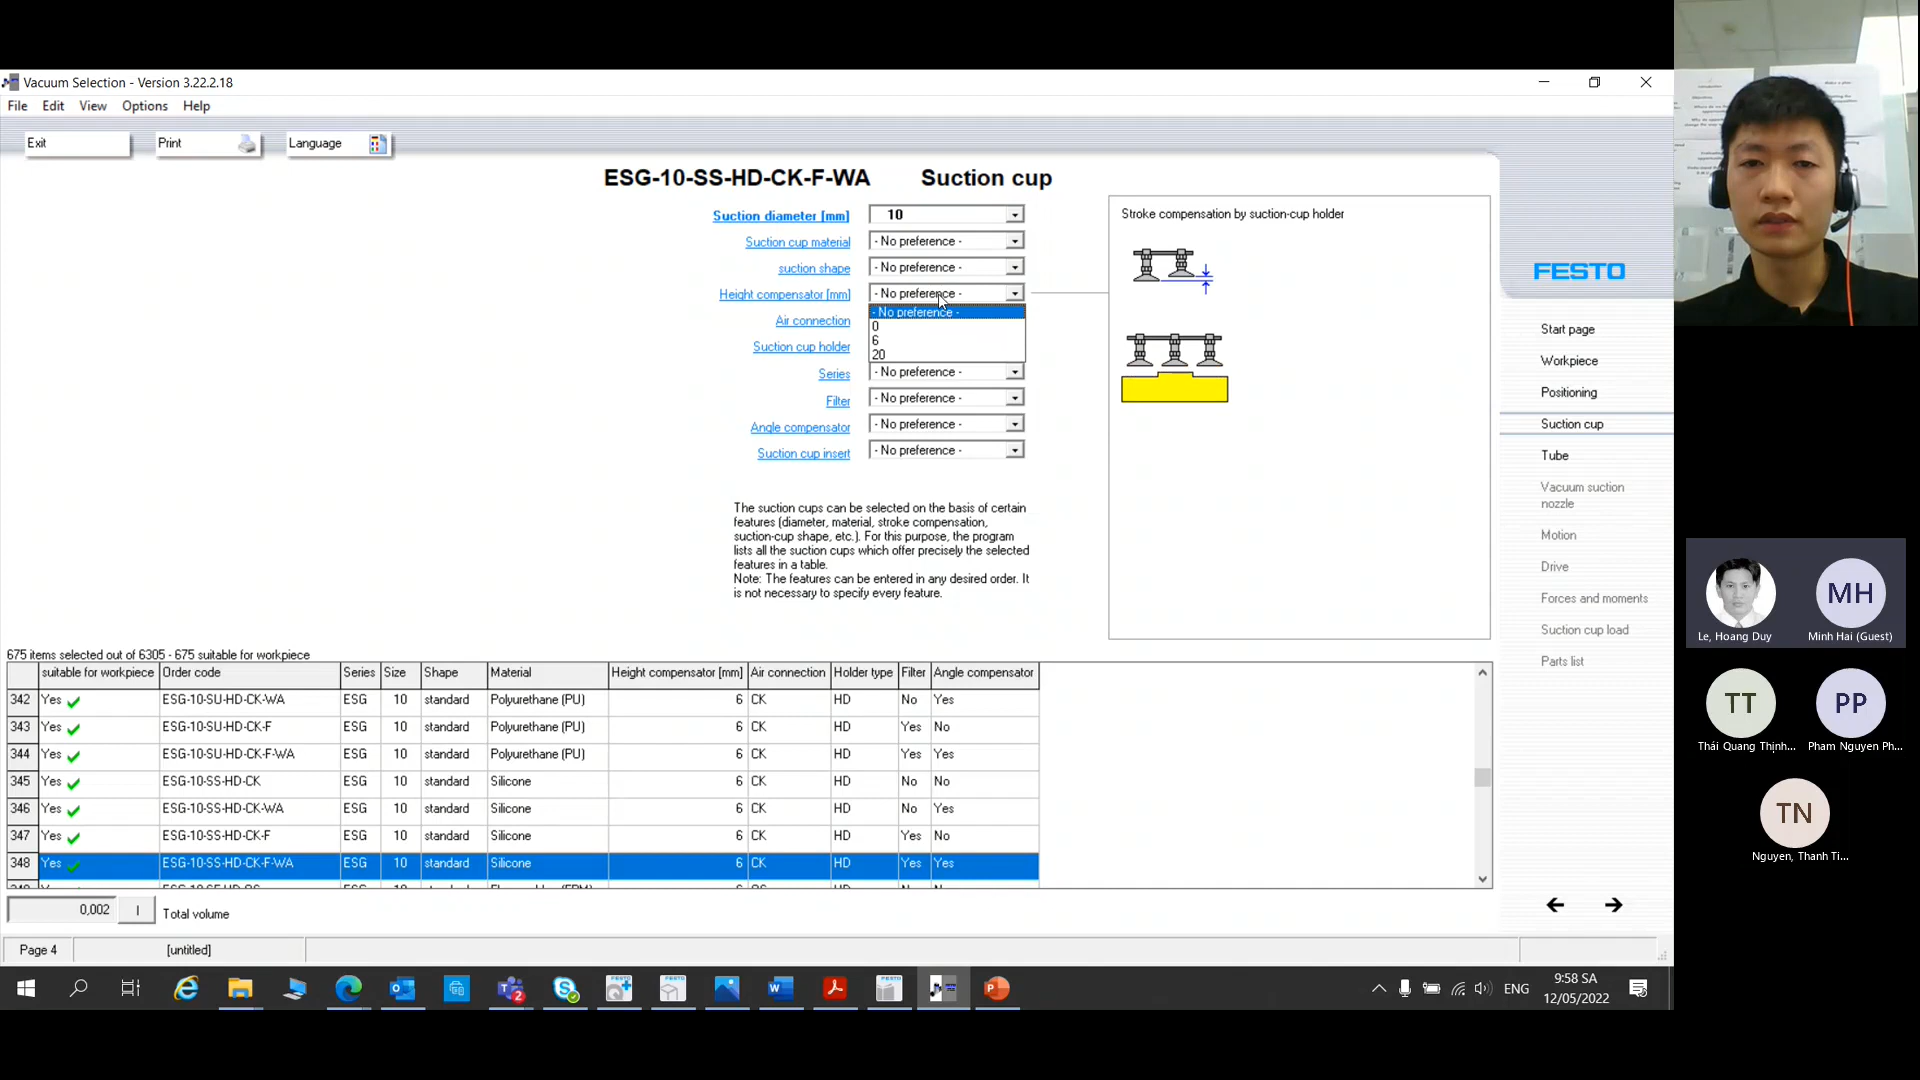 Vacuum Selection - Version 3.22.2.18
File Edit View Options Help
Exit Print Language
ESG-10-SS-HD-CK-F-WA Suction cup
Suction diameter [mm] 10
Suction cup material - No preference -
suction shape - No preference -
Height compensator [mm] - No preference -
- No preference -
0
6
20
Air connection
Suction cup holder
Series - No preference -
Filter - No preference -
Angle compensator - No preference -
Suction cup insert - No preference -
The suction cups can be selected on the basis of certain
features (diameter, material, stroke compensation,
suction-cup shape, etc.). For this purpose, the program
lists all the suction cups which offer precisely the selected
features in a table.
Note: The features can be entered in any desired order. It
is not necessary to specify every feature.
Stroke compensation by suction-cup holder
FESTO
Start page
Workpiece
Positioning
Suction cup
Tube
Vacuum suction
nozzle
Motion
Drive
Forces and moments
Suction cup load
Parts list
675 items selected out of 6305 - 675 suitable for workpiece
suitable for workpiece Order code Series Size Shape Material Height compensator [mm] Air connection Holder type Filter Angle compensator
342 Yes ESG-10-SU-HD-CK-WA ESG 10 standard Polyurethane (PU) 6 CK HD No Yes
343 Yes ESG-10-SU-HD-CK-F ESG 10 standard Polyurethane (PU) 6 CK HD Yes No
344 Yes ESG-10-SU-HD-CK-F-WA ESG 10 standard Polyurethane (PU) 6 CK HD Yes Yes
345 Yes ESG-10-SS-HD-CK ESG 10 standard Silicone 6 CK HD No No
346 Yes ESG-10-SS-HD-CK-WA ESG 10 standard Silicone 6 CK HD No Yes
347 Yes ESG-10-SS-HD-CK-F ESG 10 standard Silicone 6 CK HD Yes No
348 Yes ESG-10-SS-HD-CK-F-WA ESG 10 standard Silicone 6 CK HD Yes Yes
0,002 l Total volume
Page 4 [untitled]
ENG
9:58 SA
12/05/2022
Le, Hoang Duy
MH
Minh Hai (Guest)
TT
Thái Quang Thịnh...
PP
Pham Nguyen Ph...
TN
Nguyen, Thanh Ti...